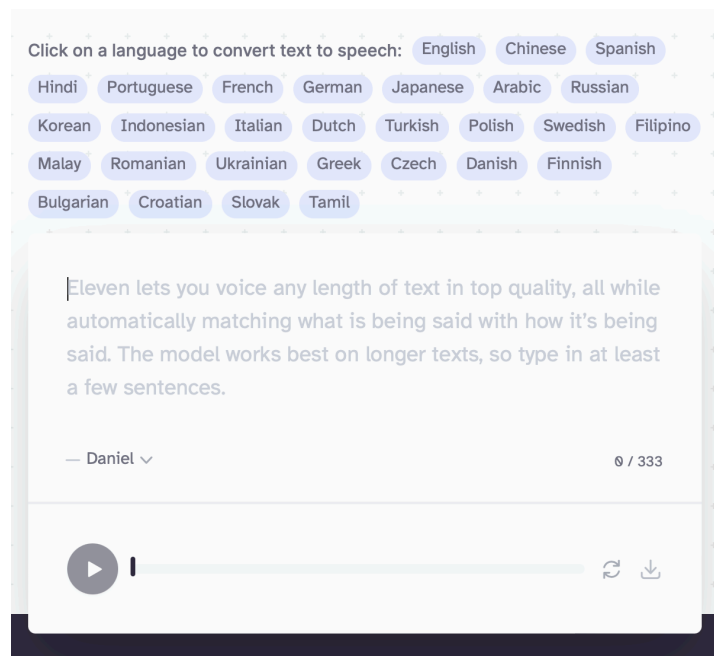 Click on a language to convert text to speech: English Chinese Spanish
Hindi Portuguese French German Japanese Arabic Russian
Korean Indonesian Italian Dutch Turkish Polish Swedish Filipino
Malay Romanian Ukrainian Greek Czech Danish Finnish
Bulgarian Croatian Slovak Tamil
Eleven lets you voice any length of text in top quality, all while
automatically matching what is being said with how it’s being
said. The model works best on longer texts, so type in at least
a few sentences.
— Daniel 0 / 333